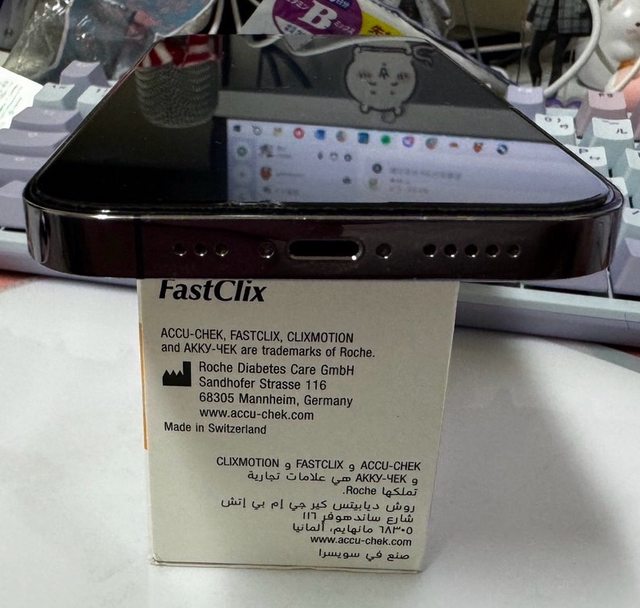 B
FastClix
ACCU-CHEK, FASTCLIX, CLIXMOTION
and АККУ-ЧЕК are trademarks of Roche.
Roche Diabetes Care GmbH
Sandhofer Strasse 116
68305 Mannheim, Germany
www.accu-chek.com
Made in Switzerland
ACCU-CHEK و FASTCLIX و CLIXMOTION
و АККУ-ЧЕК هي علامات تجارية
تملكها Roche.
روش ديابيتس كير جي إم بي إتش
شارع ساندهوفر ١١٦
٦٨٣٠٥ مانهايم، ألمانيا
www.accu-chek.com
صنع في سويسرا